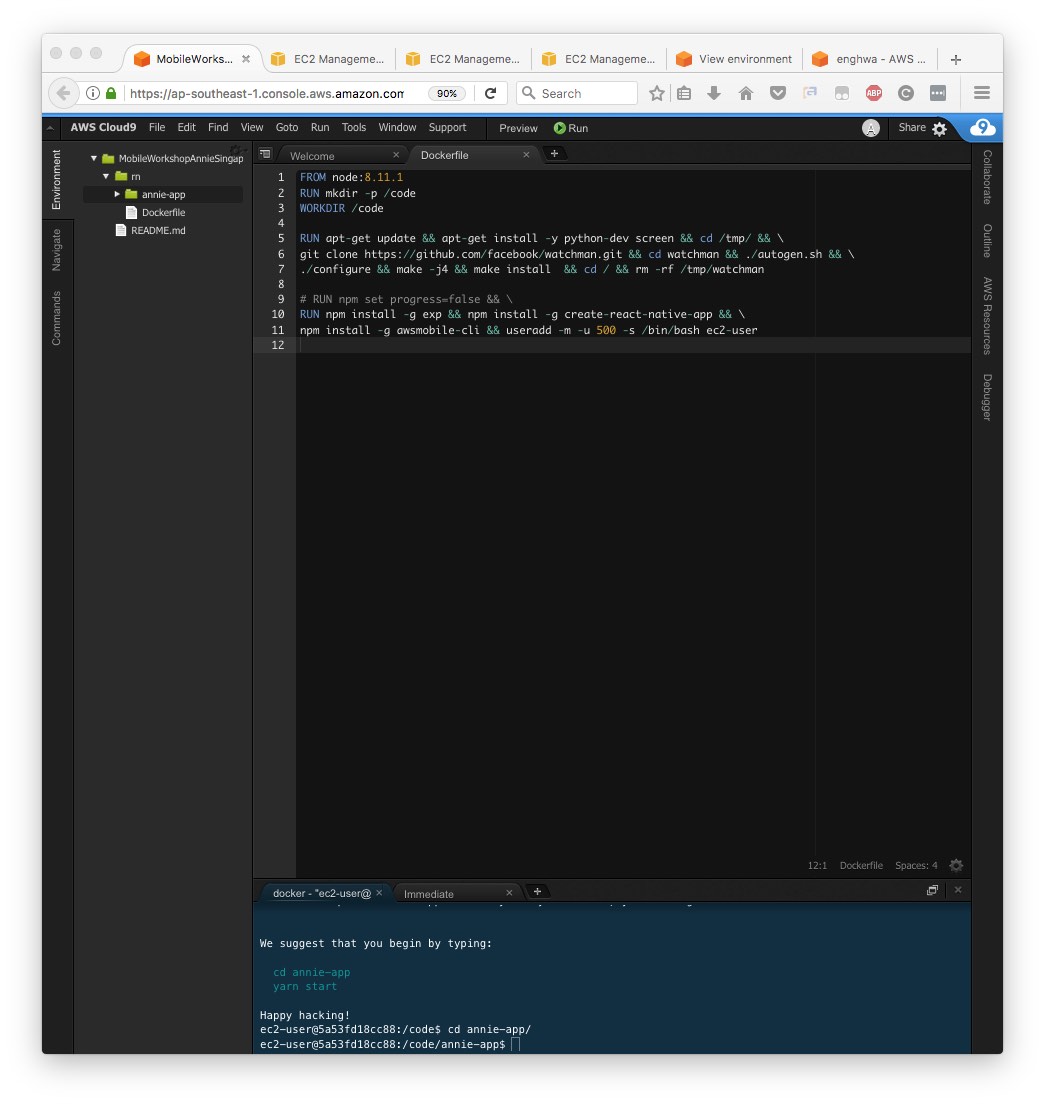 MobileWorks...
EC2 Manageme...
EC2 Manageme...
EC2 Manageme...
View environment
enghwa - AWS ...
https://ap-southeast-1.console.aws.amazon.com
90%
Search
ABP
AWS Cloud9 File Edit Find View Goto Run Tools Window Support Preview Run
Share
9
Environment
Navigate
Commands
MobileWorkshopAnnieSingap
rn
annie-app
Dockerfile
README.md
Welcome
Dockerfile
1 FROM node:8.11.1
2 RUN mkdir -p /code
3 WORKDIR /code
4
5 RUN apt-get update && apt-get install -y python-dev screen && cd /tmp/ && \
6 git clone https://github.com/facebook/watchman.git && cd watchman && ./autogen.sh && \
7 ./configure && make -j4 && make install  && cd / && rm -rf /tmp/watchman
8
9 # RUN npm set progress=false && \
10 RUN npm install -g exp && npm install -g create-react-native-app && \
11 npm install -g awsmobile-cli && useradd -m -u 500 -s /bin/bash ec2-user
12
12:1 Dockerfile Spaces: 4
Collaborate
Outline
AWS Resources
Debugger
docker - "ec2-user@
Immediate
We suggest that you begin by typing:
cd annie-app
yarn start
Happy hacking!
ec2-user@5a53fd18cc88:/code$ cd annie-app/
ec2-user@5a53fd18cc88:/code/annie-app$